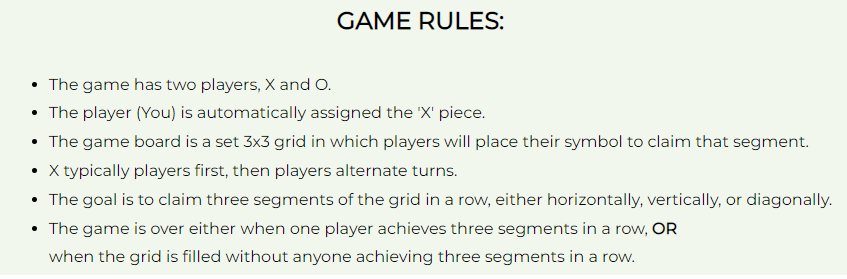 GAME RULES:
• The game has two players, X and O.
• The player (You) is automatically assigned the 'X' piece.
• The game board is a set 3x3 grid in which players will place their symbol to claim that segment.
• X typically players first, then players alternate turns.
• The goal is to claim three segments of the grid in a row, either horizontally, vertically, or diagonally.
• The game is over either when one player achieves three segments in a row, OR
when the grid is filled without anyone achieving three segments in a row.